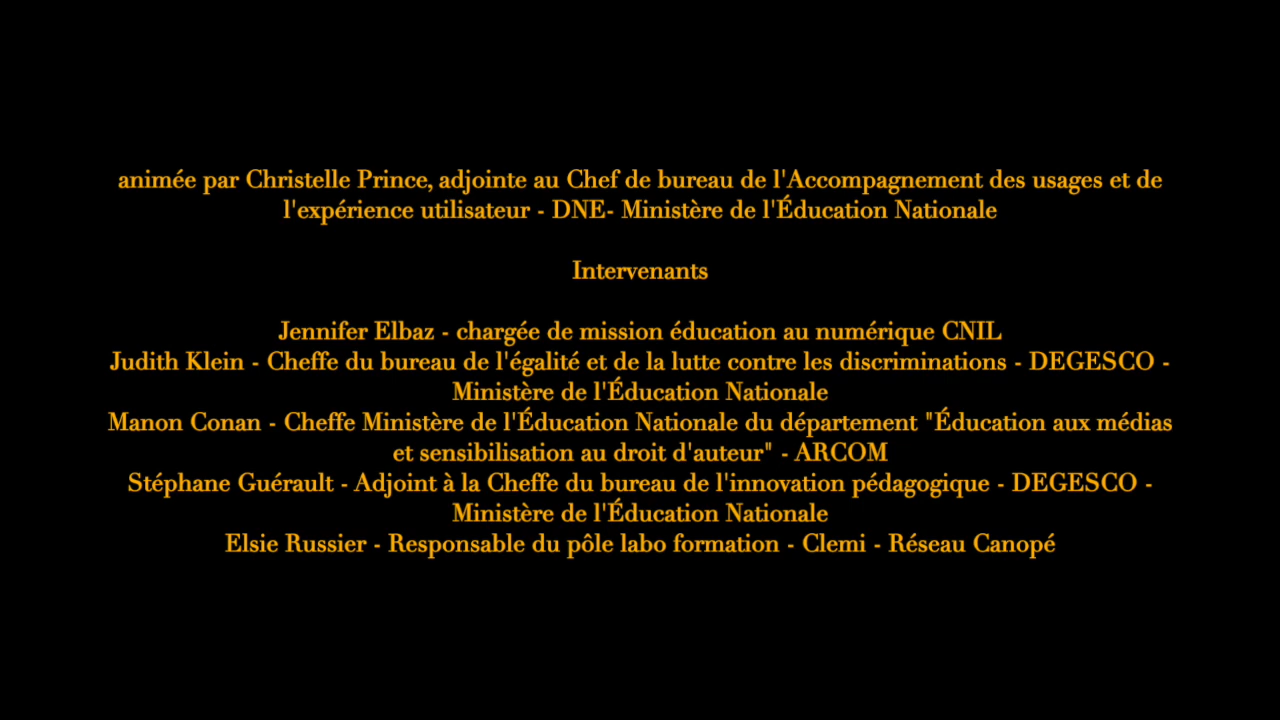 animée par Christelle Prince, adjointe au Chef de bureau de l'Accompagnement des usages et de
l'expérience utilisateur - DNE- Ministère de l'Éducation Nationale
Intervenants
Jennifer Elbaz - chargée de mission éducation au numérique CNIL
Judith Klein - Cheffe du bureau de l'égalité et de la lutte contre les discriminations - DEGESCO -
Ministère de l'Éducation Nationale
Manon Conan - Cheffe Ministère de l'Éducation Nationale du département "Éducation aux médias
et sensibilisation au droit d'auteur" - ARCOM
Stéphane Guérault - Adjoint à la Cheffe du bureau de l'innovation pédagogique - DEGESCO -
Ministère de l'Éducation Nationale
Elsie Russier - Responsable du pôle labo formation - Clemi - Réseau Canopé